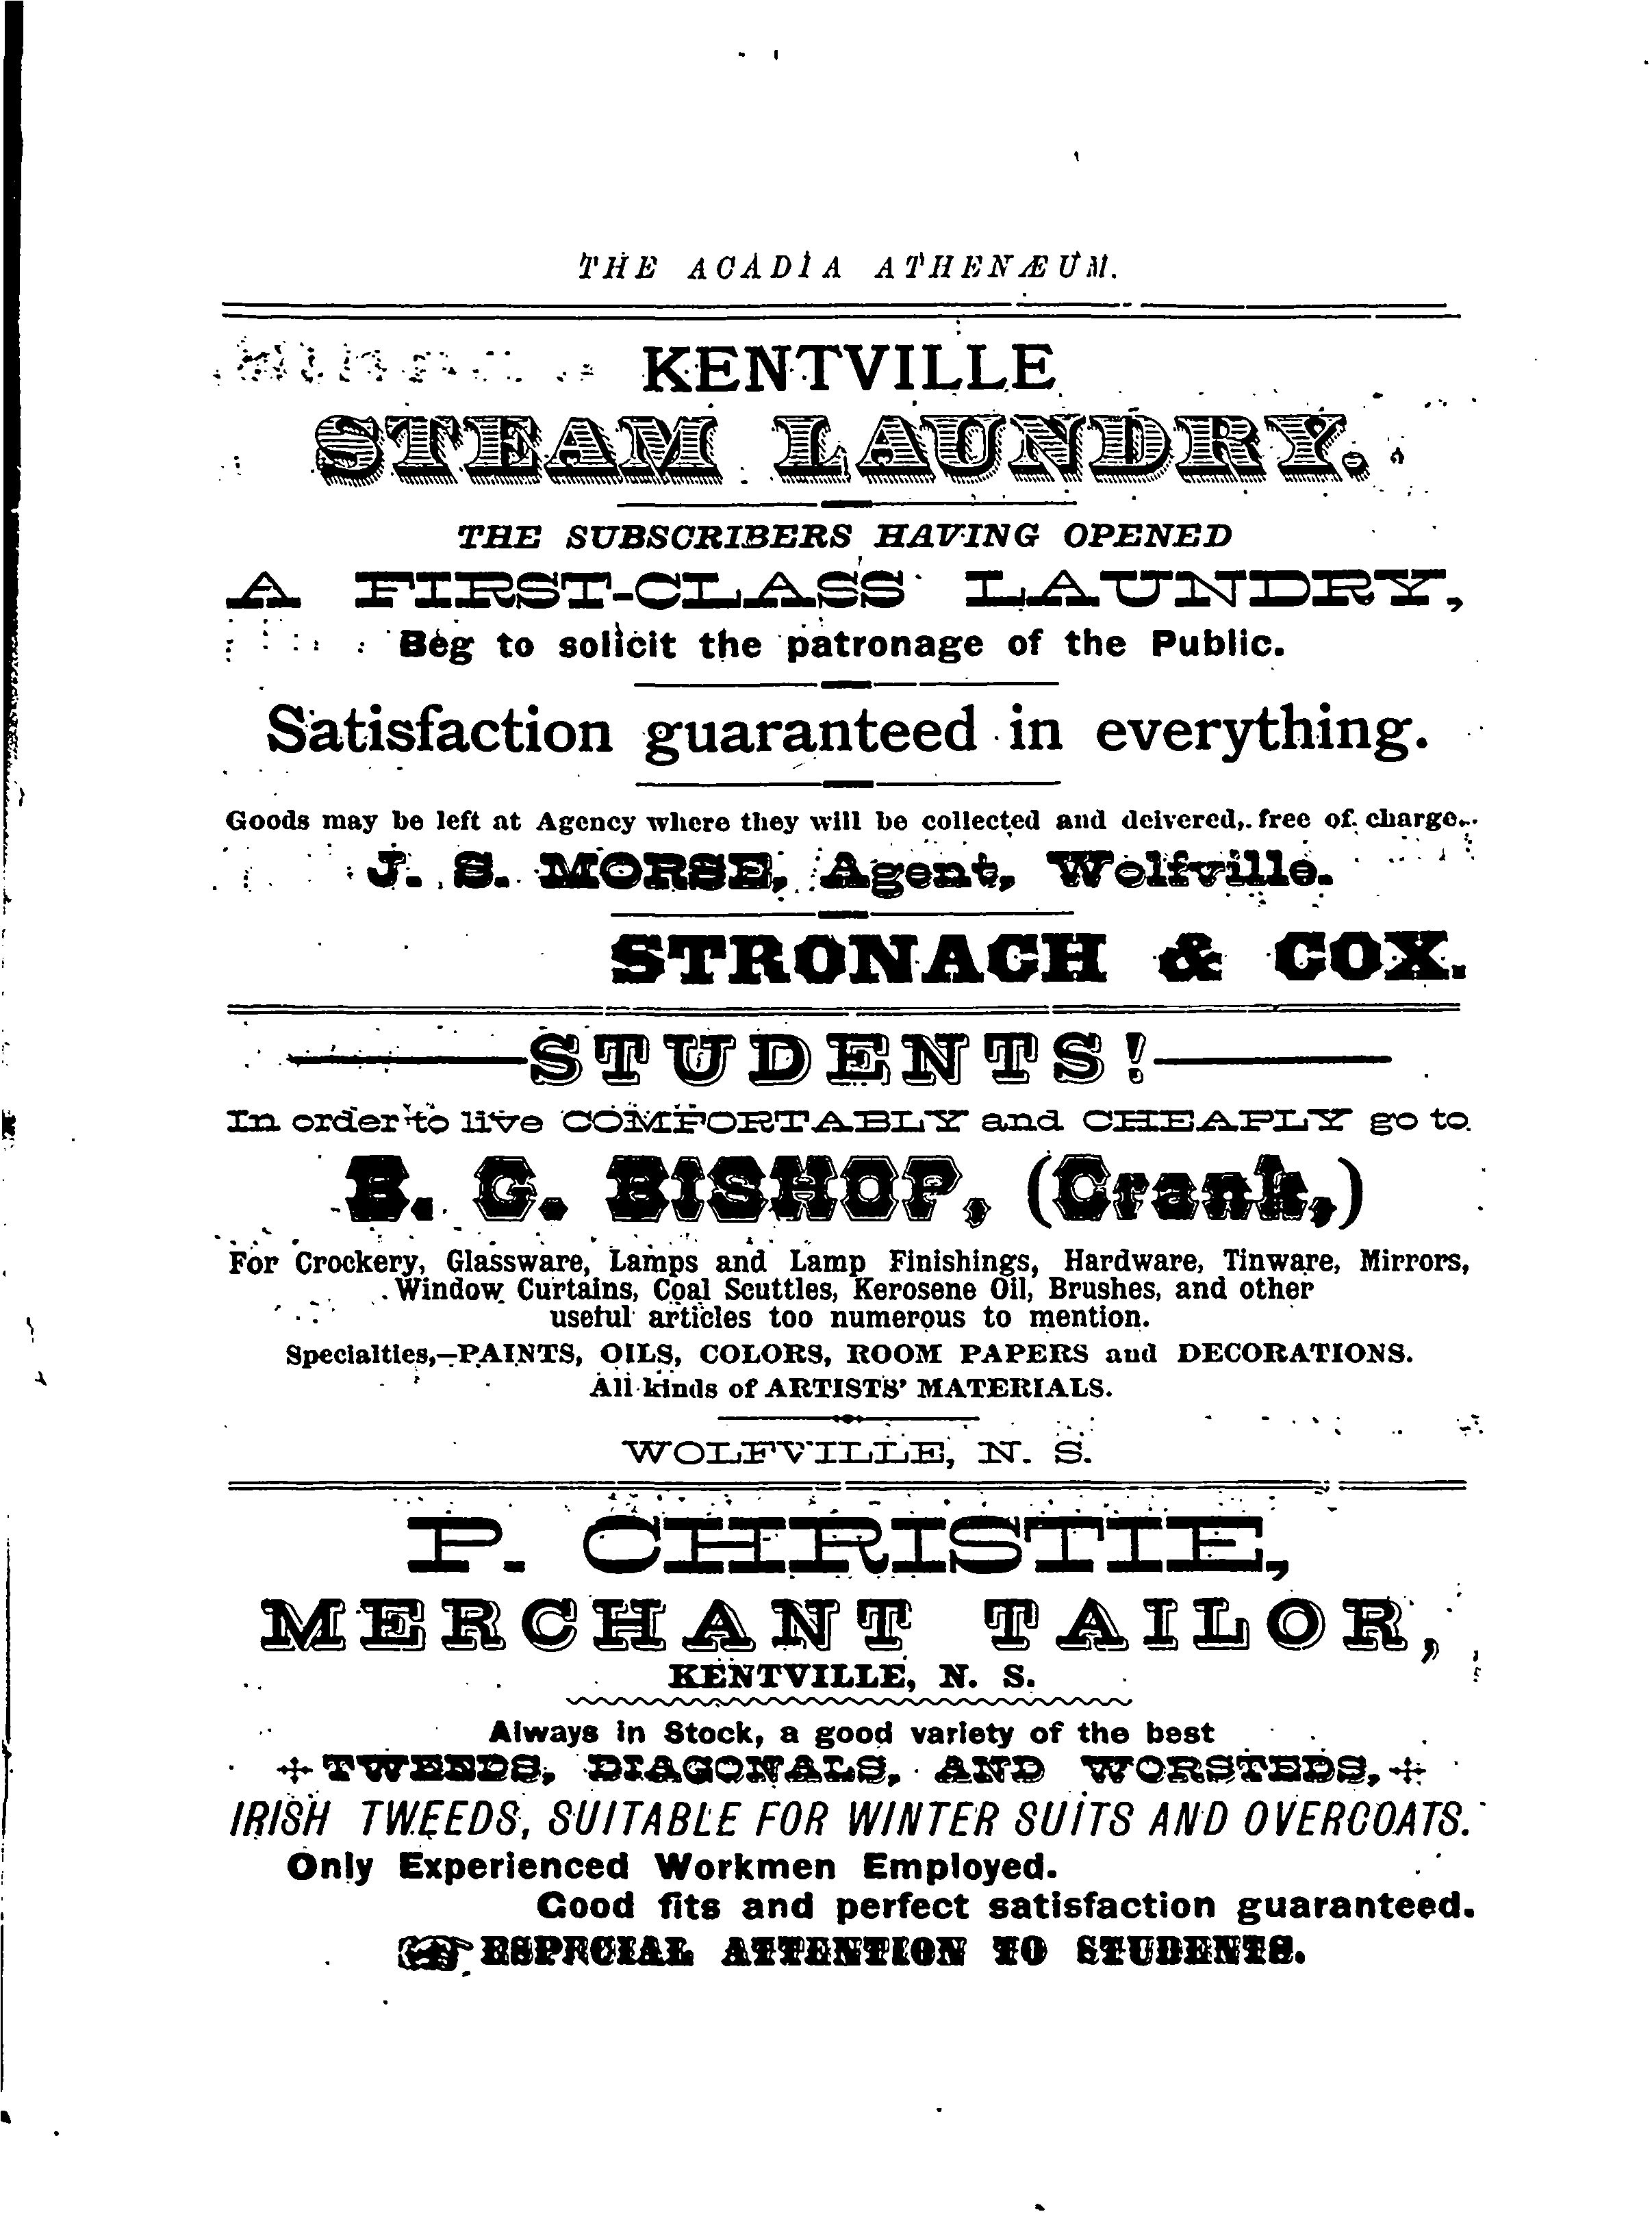 THE ACADIA ATHENÆUM.
KENTVILLE
STEAM LAUNDRY.
THE SUBSCRIBERS HAVING OPENED
A FIRST-CLASS LAUNDRY,
Beg to solicit the patronage of the Public.
Satisfaction guaranteed in everything.
Goods may be left at Agency where they will be collected and deivered, free of charge.
J. S. MORSE, Agent, Wolfville.
STRONACH & COX.
STUDENTS!
In order to live COMFORTABLY and CHEAPLY go to
B. G. BISHOP, (Crank,)
For Crockery, Glassware, Lamps and Lamp Finishings, Hardware, Tinware, Mirrors,
Window Curtains, Coal Scuttles, Kerosene Oil, Brushes, and other
useful articles too numerous to mention.
Specialties,—PAINTS, OILS, COLORS, ROOM PAPERS and DECORATIONS.
All kinds of ARTISTS' MATERIALS.
WOLFVILLE, N. S.
P. CHRISTIE,
MERCHANT TAILOR,
KENTVILLE, N. S.
Always in Stock, a good variety of the best
TWEEDS, DIAGONALS, AND WORSTEDS,
IRISH TWEEDS, SUITABLE FOR WINTER SUITS AND OVERCOATS.
Only Experienced Workmen Employed.
Good fits and perfect satisfaction guaranteed.
☞ ESPECIAL ATTENTION TO STUDENTS.